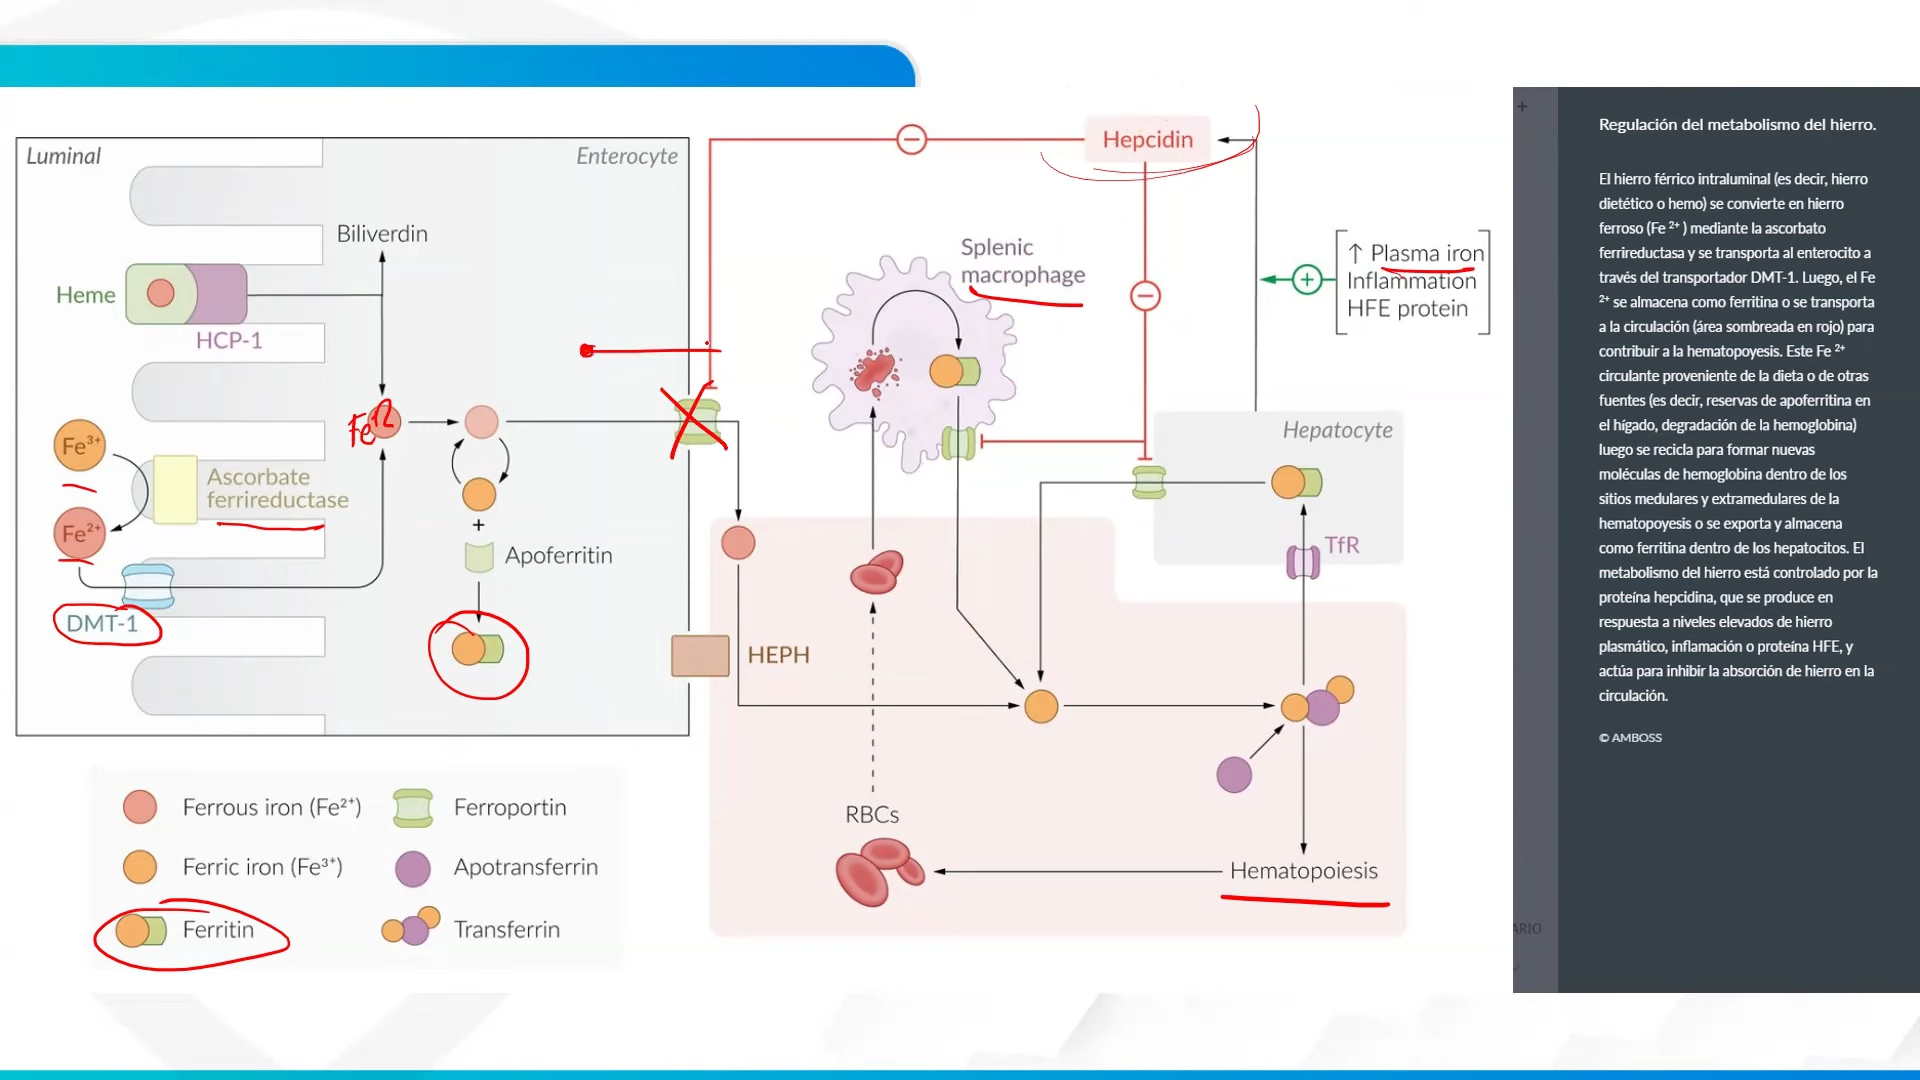 Luminal
Enterocyte
Biliverdin
Heme
HCP-1
Fe³⁺
Ascorbate
ferrireductase
Fe²⁺
DMT-1
Fe
Apoferritin
HEPH
Hepcidin
Splenic
macrophage
↑ Plasma iron
Inflammation
HFE protein
Hepatocyte
TfR
RBCs
Hematopoiesis
Ferrous iron (Fe²⁺)
Ferric iron (Fe³⁺)
Ferritin
Ferroportin
Apotransferrin
Transferrin
Regulación del metabolismo del hierro.
El hierro férrico intraluminal (es decir, hierro
dietético o hemo) se convierte en hierro
ferroso (Fe ²⁺ ) mediante la ascorbato
ferrireductasa y se transporta al enterocito a
través del transportador DMT-1. Luego, el Fe
²⁺ se almacena como ferritina o se transporta
a la circulación (área sombreada en rojo) para
contribuir a la hematopoyesis. Este Fe ²⁺
circulante proveniente de la dieta o de otras
fuentes (es decir, reservas de apoferritina en
el hígado, degradación de la hemoglobina)
luego se recicla para formar nuevas
moléculas de hemoglobina dentro de los
sitios medulares y extramedulares de la
hematopoyesis o se exporta y almacena
como ferritina dentro de los hepatocitos. El
metabolismo del hierro está controlado por la
proteína hepcidina, que se produce en
respuesta a niveles elevados de hierro
plasmático, inflamación o proteína HFE, y
actúa para inhibir la absorción de hierro en la
circulación.
© AMBOSS
ARIO